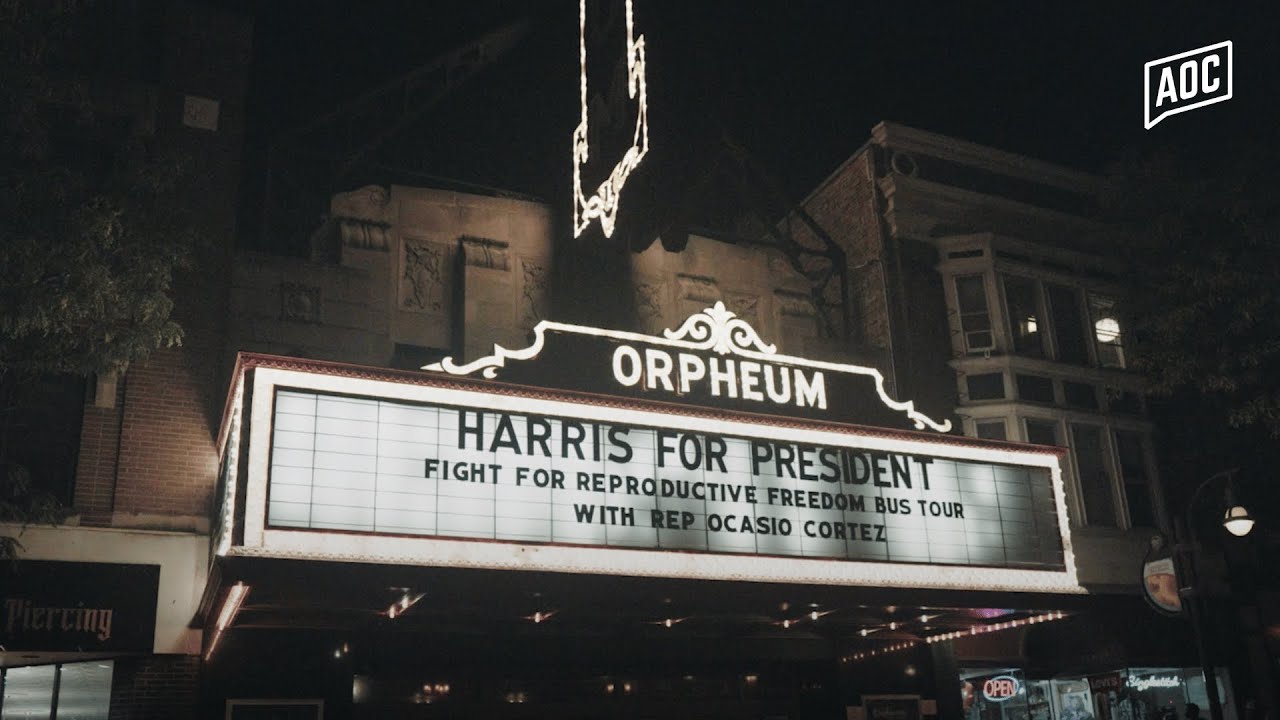 AOC
ORPHEUM
HARRIS FOR PRESIDENT
FIGHT FOR REPRODUCTIVE FREEDOM BUS TOUR
WITH REP OCASIO CORTEZ
Piercing
OPEN